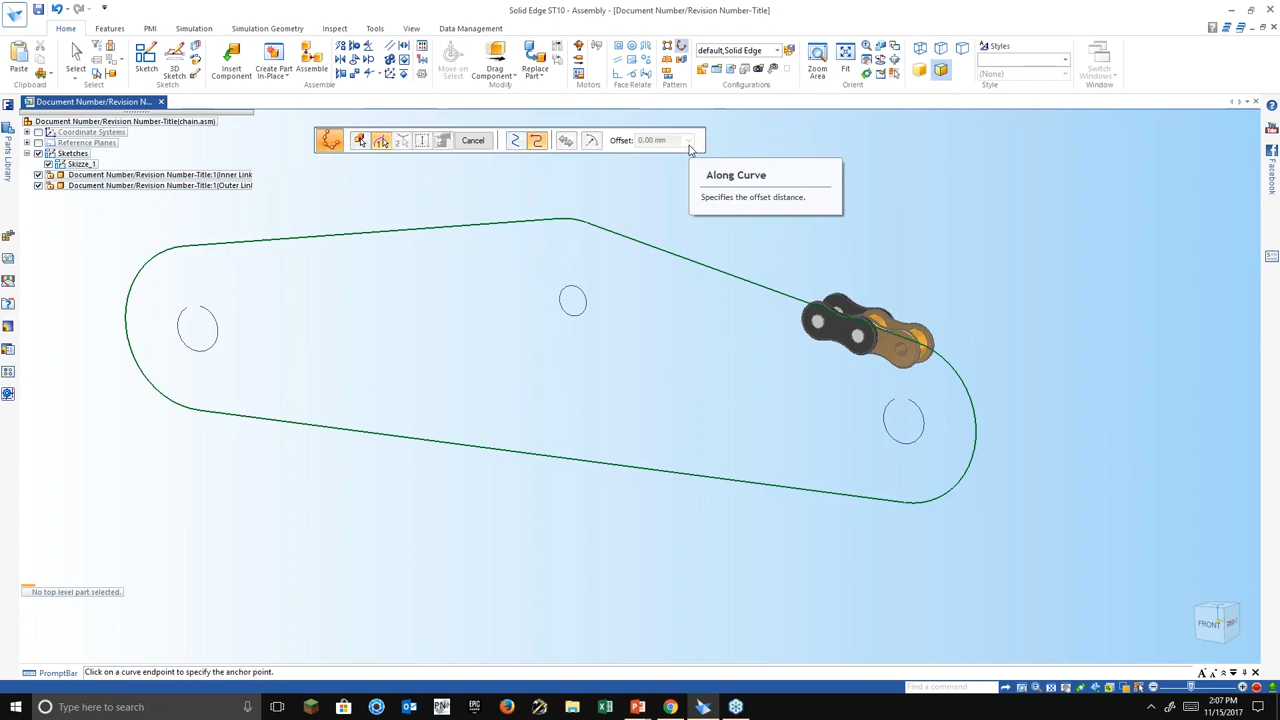 Solid Edge ST10 - Assembly - [Document Number/Revision Number-Title]
Home Features PMI Simulation Simulation Geometry Inspect Tools View Data Management
Paste
Clipboard
Select
Select
Sketch
3D
Sketch
Sketch
Insert
Component
Create Part
In-Place
Assemble
Assemble
Move on
Select
Drag
Component
Replace
Part
Modify
Motors
Face Relate
Pattern
default,Solid Edge
Configurations
Zoom
Area
Fit
Orient
Styles
(None)
Style
Switch
Windows
Window
Document Number/Revision N...
Document Number/Revision Number-Title(chain.asm)
Coordinate Systems
Reference Planes
Sketches
Skizze_1
Document Number/Revision Number-Title:1(Inner Link
Document Number/Revision Number-Title:1(Outer Link
Cancel
Offset: 0.00 mm
Along Curve
Specifies the offset distance.
YouTube
Facebook
No top level part selected.
FRONT
PromptBar
Click on a curve endpoint to specify the anchor point.
Find a command
Type here to search
2:07 PM
11/15/2017